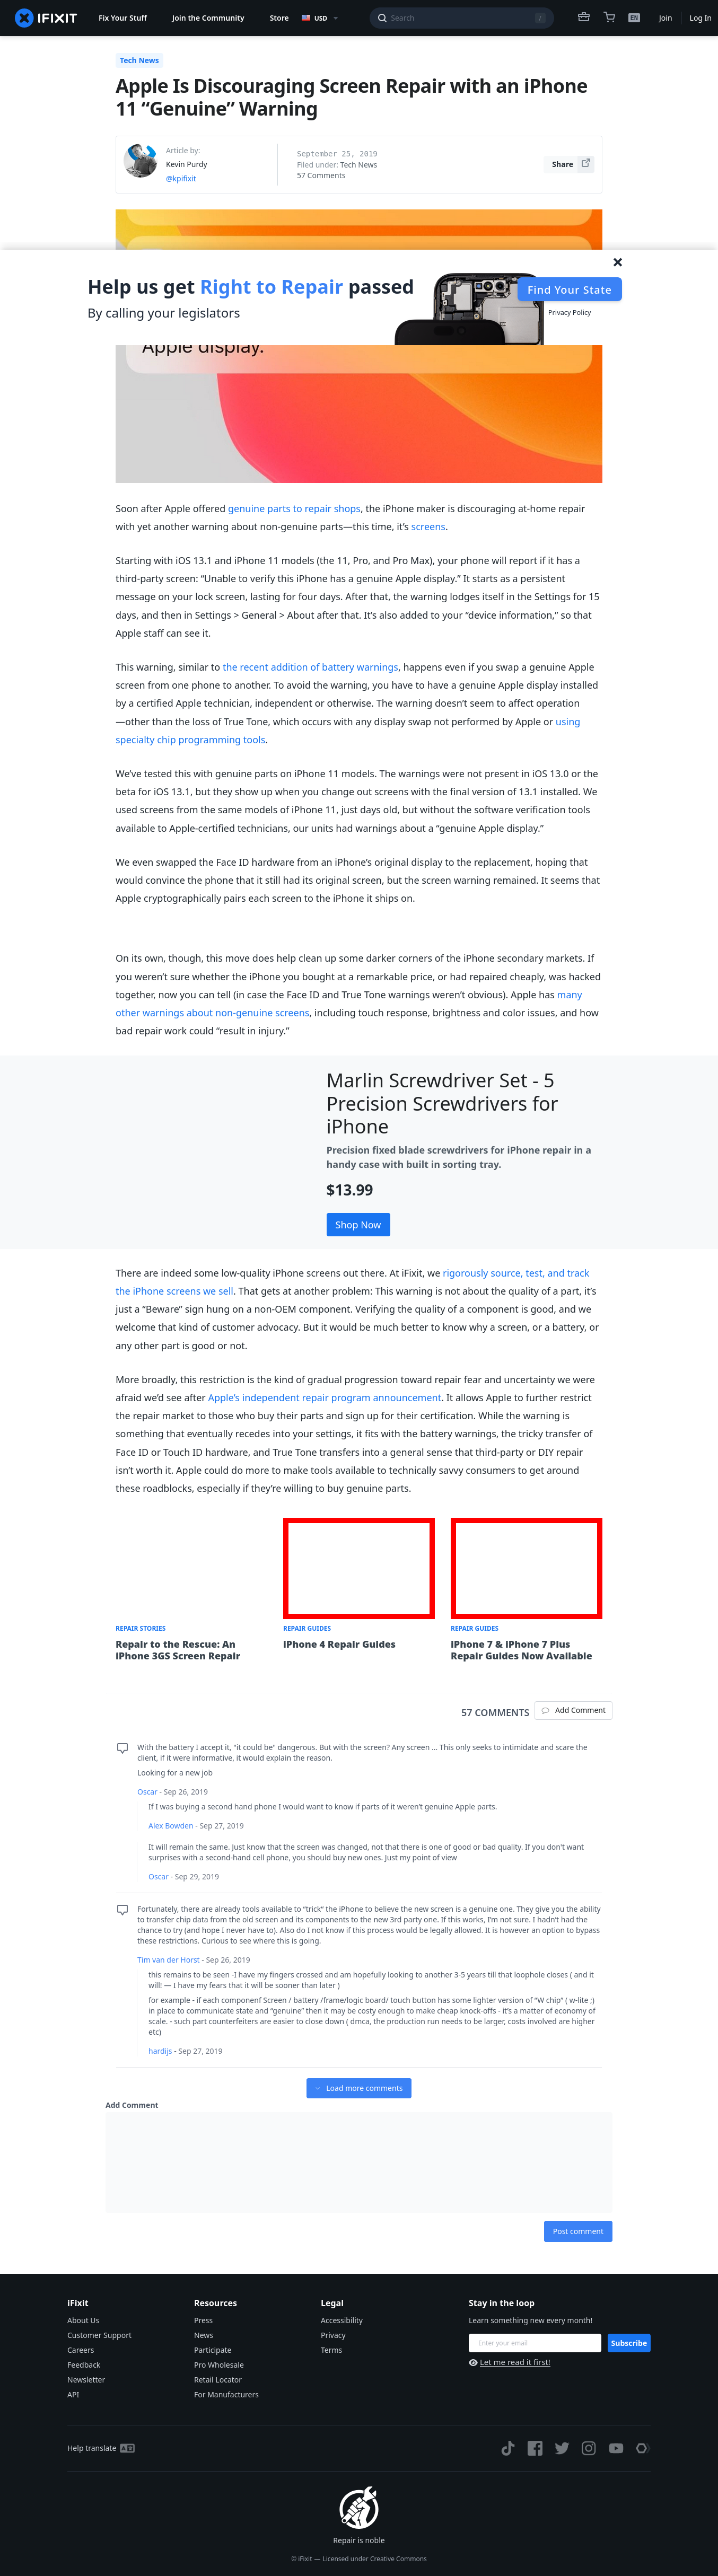 IFIXIT
Fix Your Stuff
Join the Community
Store
USD
Search
/
EN
Join
Log In
Tech News
Apple Is Discouraging Screen Repair with an iPhone
11 “Genuine” Warning
Article by:
Kevin Purdy
@kpifixit
September 25, 2019
Filed under: Tech News
57 Comments
Share
Help us get Right to Repair passed
By calling your legislators
Find Your State
Privacy Policy
Apple display.
Soon after Apple offered genuine parts to repair shops, the iPhone maker is discouraging at-home repair
with yet another warning about non-genuine parts—this time, it’s screens.
Starting with iOS 13.1 and iPhone 11 models (the 11, Pro, and Pro Max), your phone will report if it has a
third-party screen: “Unable to verify this iPhone has a genuine Apple display.” It starts as a persistent
message on your lock screen, lasting for four days. After that, the warning lodges itself in the Settings for 15
days, and then in Settings > General > About after that. It’s also added to your “device information,” so that
Apple staff can see it.
This warning, similar to the recent addition of battery warnings, happens even if you swap a genuine Apple
screen from one phone to another. To avoid the warning, you have to have a genuine Apple display installed
by a certified Apple technician, independent or otherwise. The warning doesn’t seem to affect operation
—other than the loss of True Tone, which occurs with any display swap not performed by Apple or using
specialty chip programming tools.
We’ve tested this with genuine parts on iPhone 11 models. The warnings were not present in iOS 13.0 or the
beta for iOS 13.1, but they show up when you change out screens with the final version of 13.1 installed. We
used screens from the same models of iPhone 11, just days old, but without the software verification tools
available to Apple-certified technicians, our units had warnings about a “genuine Apple display.”
We even swapped the Face ID hardware from an iPhone’s original display to the replacement, hoping that
would convince the phone that it still had its original screen, but the screen warning remained. It seems that
Apple cryptographically pairs each screen to the iPhone it ships on.
On its own, though, this move does help clean up some darker corners of the iPhone secondary markets. If
you weren’t sure whether the iPhone you bought at a remarkable price, or had repaired cheaply, was hacked
together, now you can tell (in case the Face ID and True Tone warnings weren’t obvious). Apple has many
other warnings about non-genuine screens, including touch response, brightness and color issues, and how
bad repair work could “result in injury.”
Marlin Screwdriver Set - 5
Precision Screwdrivers for
iPhone
Precision fixed blade screwdrivers for iPhone repair in a
handy case with built in sorting tray.
$13.99
Shop Now
There are indeed some low-quality iPhone screens out there. At iFixit, we rigorously source, test, and track
the iPhone screens we sell. That gets at another problem: This warning is not about the quality of a part, it’s
just a “Beware” sign hung on a non-OEM component. Verifying the quality of a component is good, and we
welcome that kind of customer advocacy. But it would be much better to know why a screen, or a battery, or
any other part is good or not.
More broadly, this restriction is the kind of gradual progression toward repair fear and uncertainty we were
afraid we’d see after Apple’s independent repair program announcement. It allows Apple to further restrict
the repair market to those who buy their parts and sign up for their certification. While the warning is
something that eventually recedes into your settings, it fits with the battery warnings, the tricky transfer of
Face ID or Touch ID hardware, and True Tone transfers into a general sense that third-party or DIY repair
isn’t worth it. Apple could do more to make tools available to technically savvy consumers to get around
these roadblocks, especially if they’re willing to buy genuine parts.
REPAIR STORIES
Repair to the Rescue: An
iPhone 3GS Screen Repair
REPAIR GUIDES
iPhone 4 Repair Guides
REPAIR GUIDES
iPhone 7 & iPhone 7 Plus
Repair Guides Now Available
57 COMMENTS
Add Comment
With the battery I accept it, “it could be“ dangerous. But with the screen? Any screen ... This only seeks to intimidate and scare the
client, if it were informative, it would explain the reason.
Looking for a new job
Oscar - Sep 26, 2019
If I was buying a second hand phone I would want to know if parts of it weren’t genuine Apple parts.
Alex Bowden - Sep 27, 2019
It will remain the same. Just know that the screen was changed, not that there is one of good or bad quality. If you don't want
surprises with a second-hand cell phone, you should buy new ones. Just my point of view
Oscar - Sep 29, 2019
Fortunately, there are already tools available to “trick“ the iPhone to believe the new screen is a genuine one. They give you the ability
to transfer chip data from the old screen and its components to the new 3rd party one. If this works, I’m not sure. I hadn’t had the
chance to try (and hope I never have to). Also do I not know if this process would be legally allowed. It is however an option to bypass
these restrictions. Curious to see where this is going.
Tim van der Horst - Sep 26, 2019
this remains to be seen -I have my fingers crossed and am hopefully looking to another 3-5 years till that loophole closes ( and it
will! — I have my fears that it will be sooner than later )
for example - if each componenf Screen / battery /frame/logic board/ touch button has some lighter version of “W chip” ( w-lite ;)
in place to communicate state and “genuine” then it may be costy enough to make cheap knock-offs - it’s a matter of economy of
scale. - such part counterfeiters are easier to close down ( dmca, the production run needs to be larger, costs involved are higher
etc)
hardijs - Sep 27, 2019
Load more comments
Add Comment
Post comment
iFixit
About Us
Customer Support
Careers
Feedback
Newsletter
API
Resources
Press
News
Participate
Pro Wholesale
Retail Locator
For Manufacturers
Legal
Accessibility
Privacy
Terms
Stay in the loop
Learn something new every month!
Enter your email
Subscribe
Let me read it first!
Help translate
Repair is noble
© iFixit — Licensed under Creative Commons